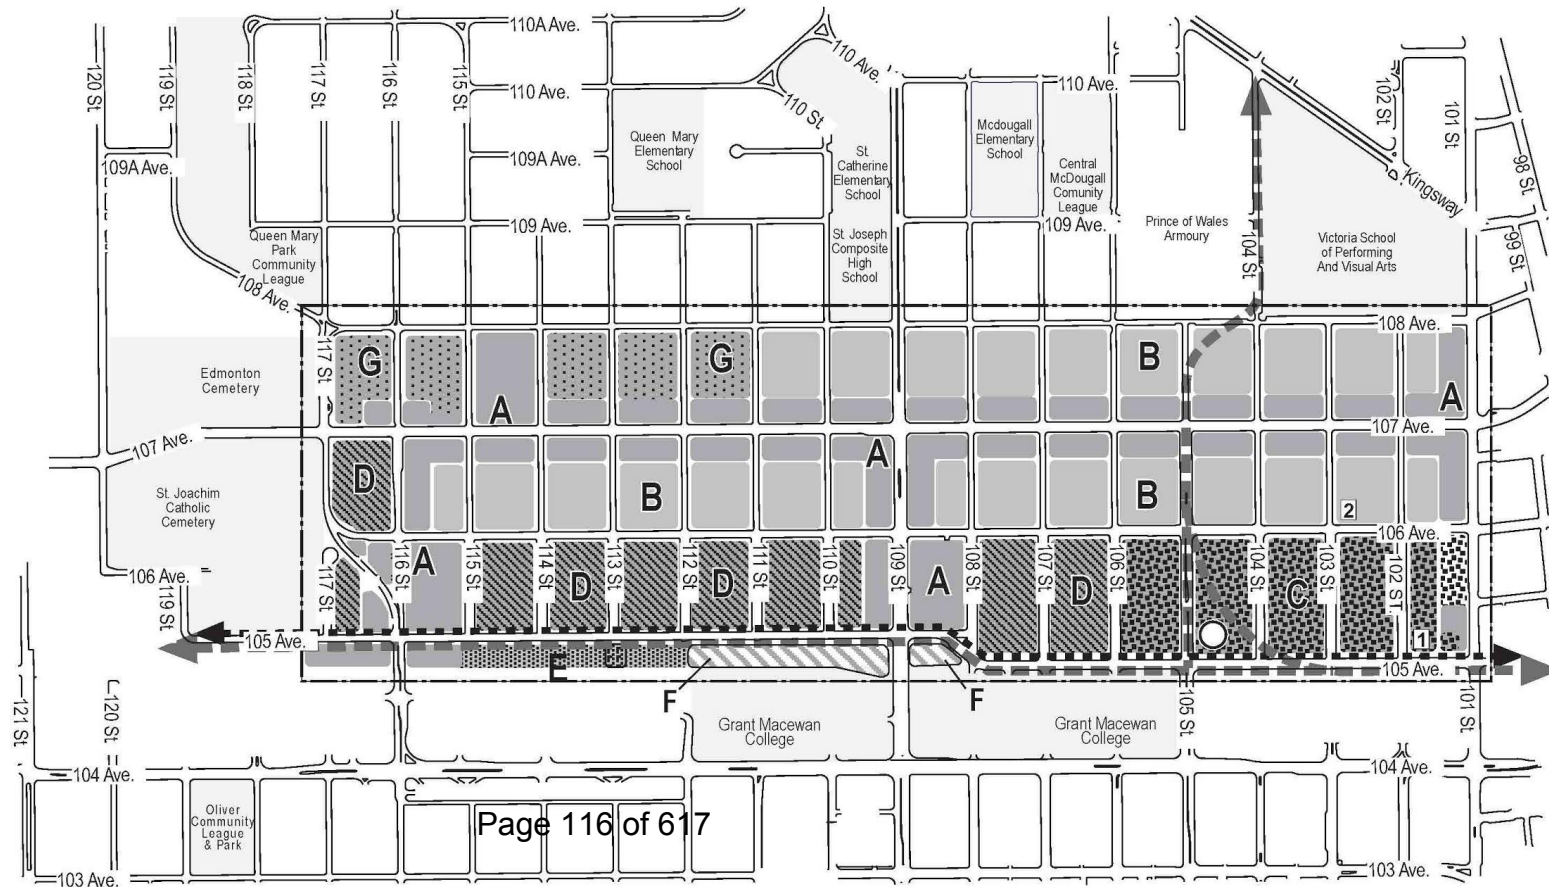 110A Ave.
120 St
119 St
118 St
117 St
116 St
115 St
110 Ave.
110 Ave.
110 Ave.
110 St
102 St
101 St
98 St
99 St
Queen Mary
Elementary
School
Mcdougall
Elementary
School
109A Ave.
109A Ave.
St.
Catherine
Elementary
School
Central
McDougall
Comunity
League
Kingsway
109 Ave.
109 Ave.
Queen Mary
Park
Community
League
St. Joseph
Composite
High
School
Prince of Wales
Armoury
104 St
Victoria School
of Performing
And Visual Arts
108 Ave.
108 Ave.
117 St
G
G
B
Edmonton
Cemetery
A
A
107 Ave.
107 Ave.
A
D
B
B
St. Joachim
Catholic
Cemetery
2
106 Ave.
106 Ave.
119 St
117 St
116 St
115 St
114 St
113 St
112 St
111 St
110 St
109 St
108 St
107 St
106 St
104 St
103 St
102 ST
A
D
D
A
D
C
1
105 Ave.
105 Ave.
E
3
F
F
121 St
120 St
Grant Macewan
College
Grant Macewan
College
105 St
101 St
104 Ave.
104 Ave.
Oliver
Community
League
& Park
Page 116 of 617
103 Ave.
103 Ave.